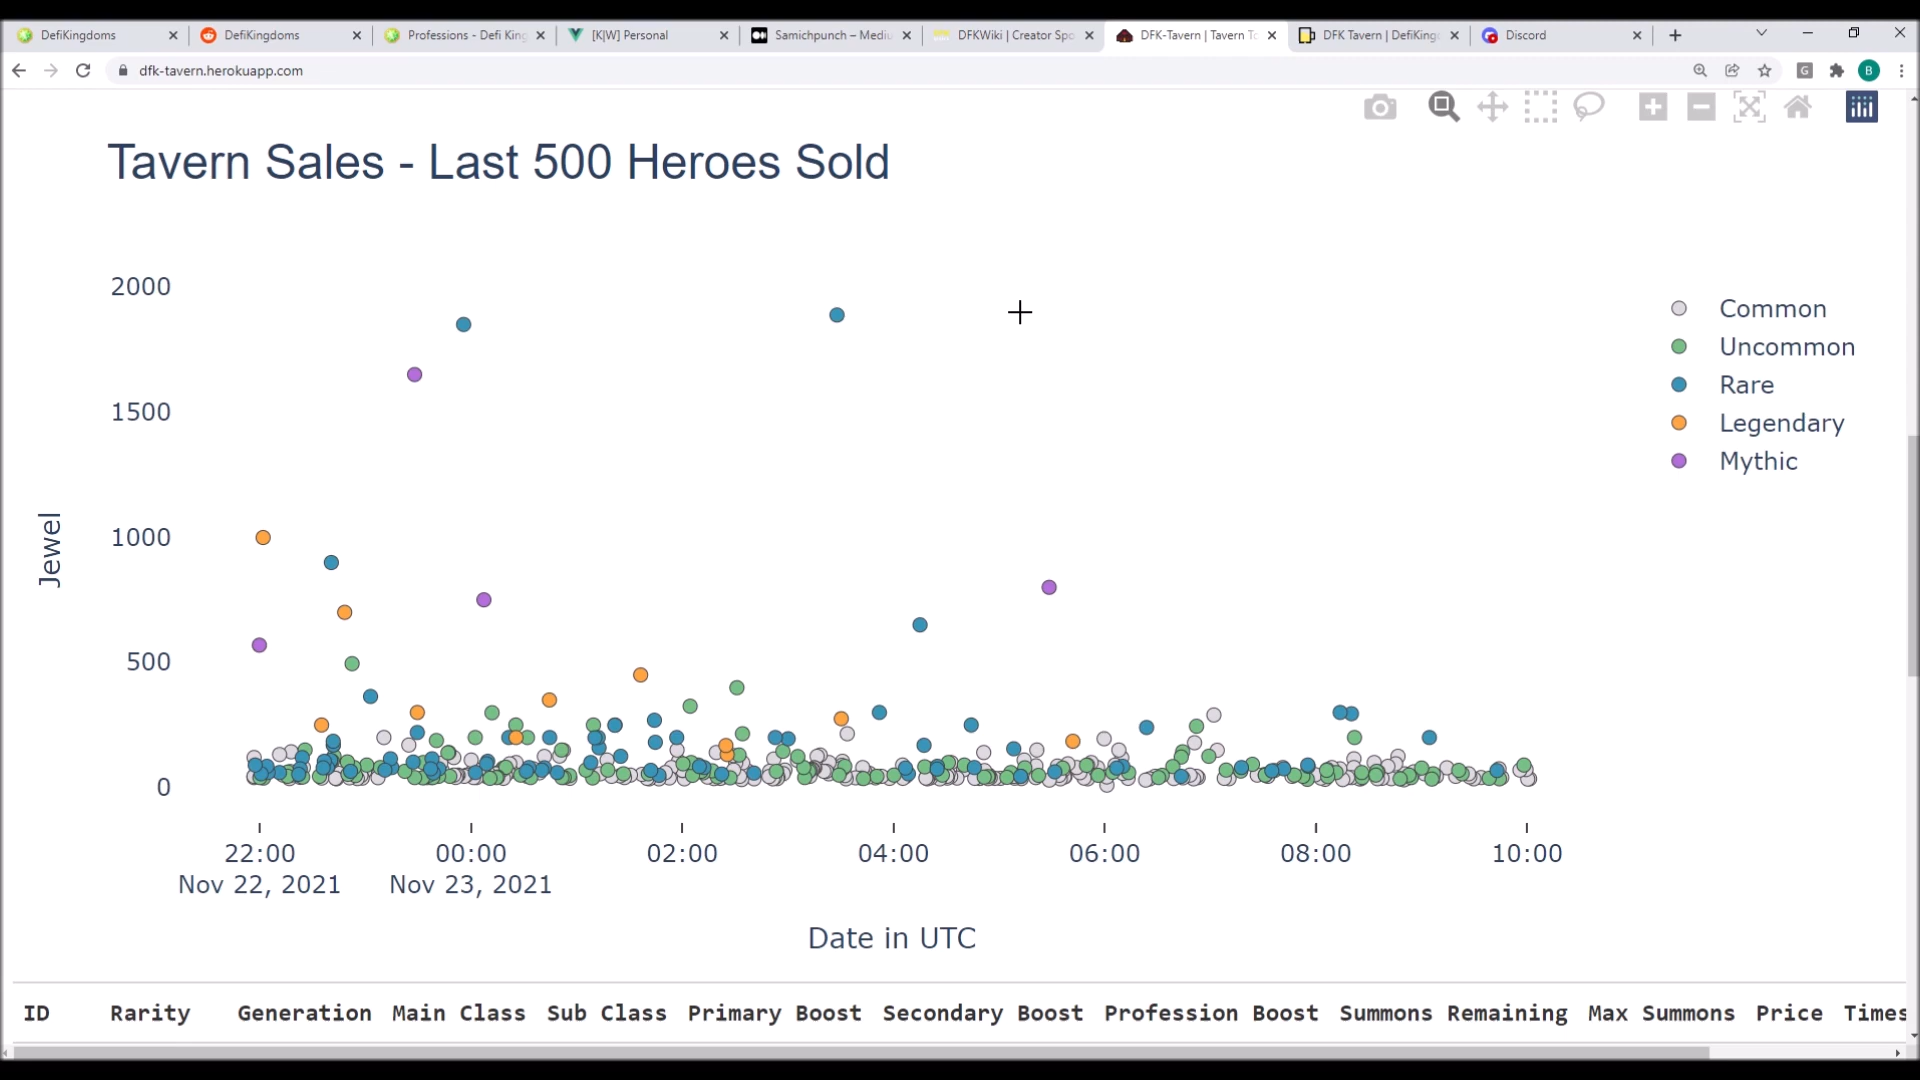 DefiKingdoms
DefiKingdoms
Professions - Defi King
[K|W] Personal
Samichpunch – Mediu
DFKWiki | Creator Spo
DFK-Tavern | Tavern To
DFK Tavern | DefiKing
Discord
dfk-tavern.herokuapp.com
G
B
Tavern Sales - Last 500 Heroes Sold
2000
1500
1000
500
0
Jewel
Common
Uncommon
Rare
Legendary
Mythic
22:00 00:00 02:00 04:00 06:00 08:00 10:00
Nov 22, 2021 Nov 23, 2021
Date in UTC
ID Rarity Generation Main Class Sub Class Primary Boost Secondary Boost Profession Boost Summons Remaining Max Summons Price Times